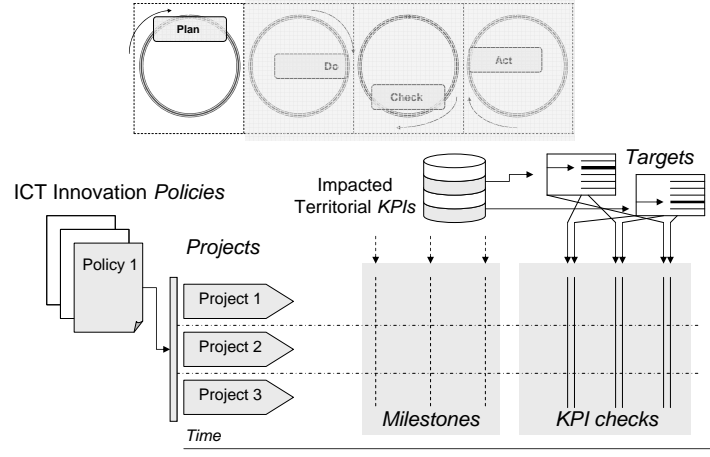 Plan
Do
Check
Act
Targets
ICT Innovation Policies
Impacted
Territorial KPIs
Projects
Policy 1
Project 1
Project 2
Project 3
Milestones
KPI checks
Time